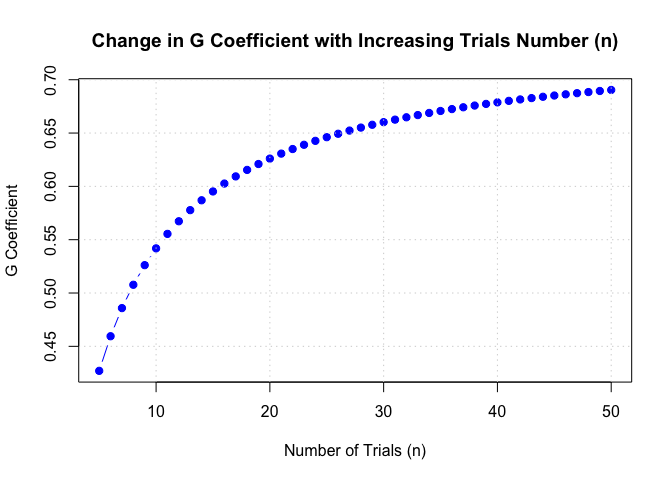 Change in G Coefficient with Increasing Trials Number (n)
0.70
0.65
0.60
0.55
0.50
0.45
G Coefficient
10 20 30 40 50
Number of Trials (n)